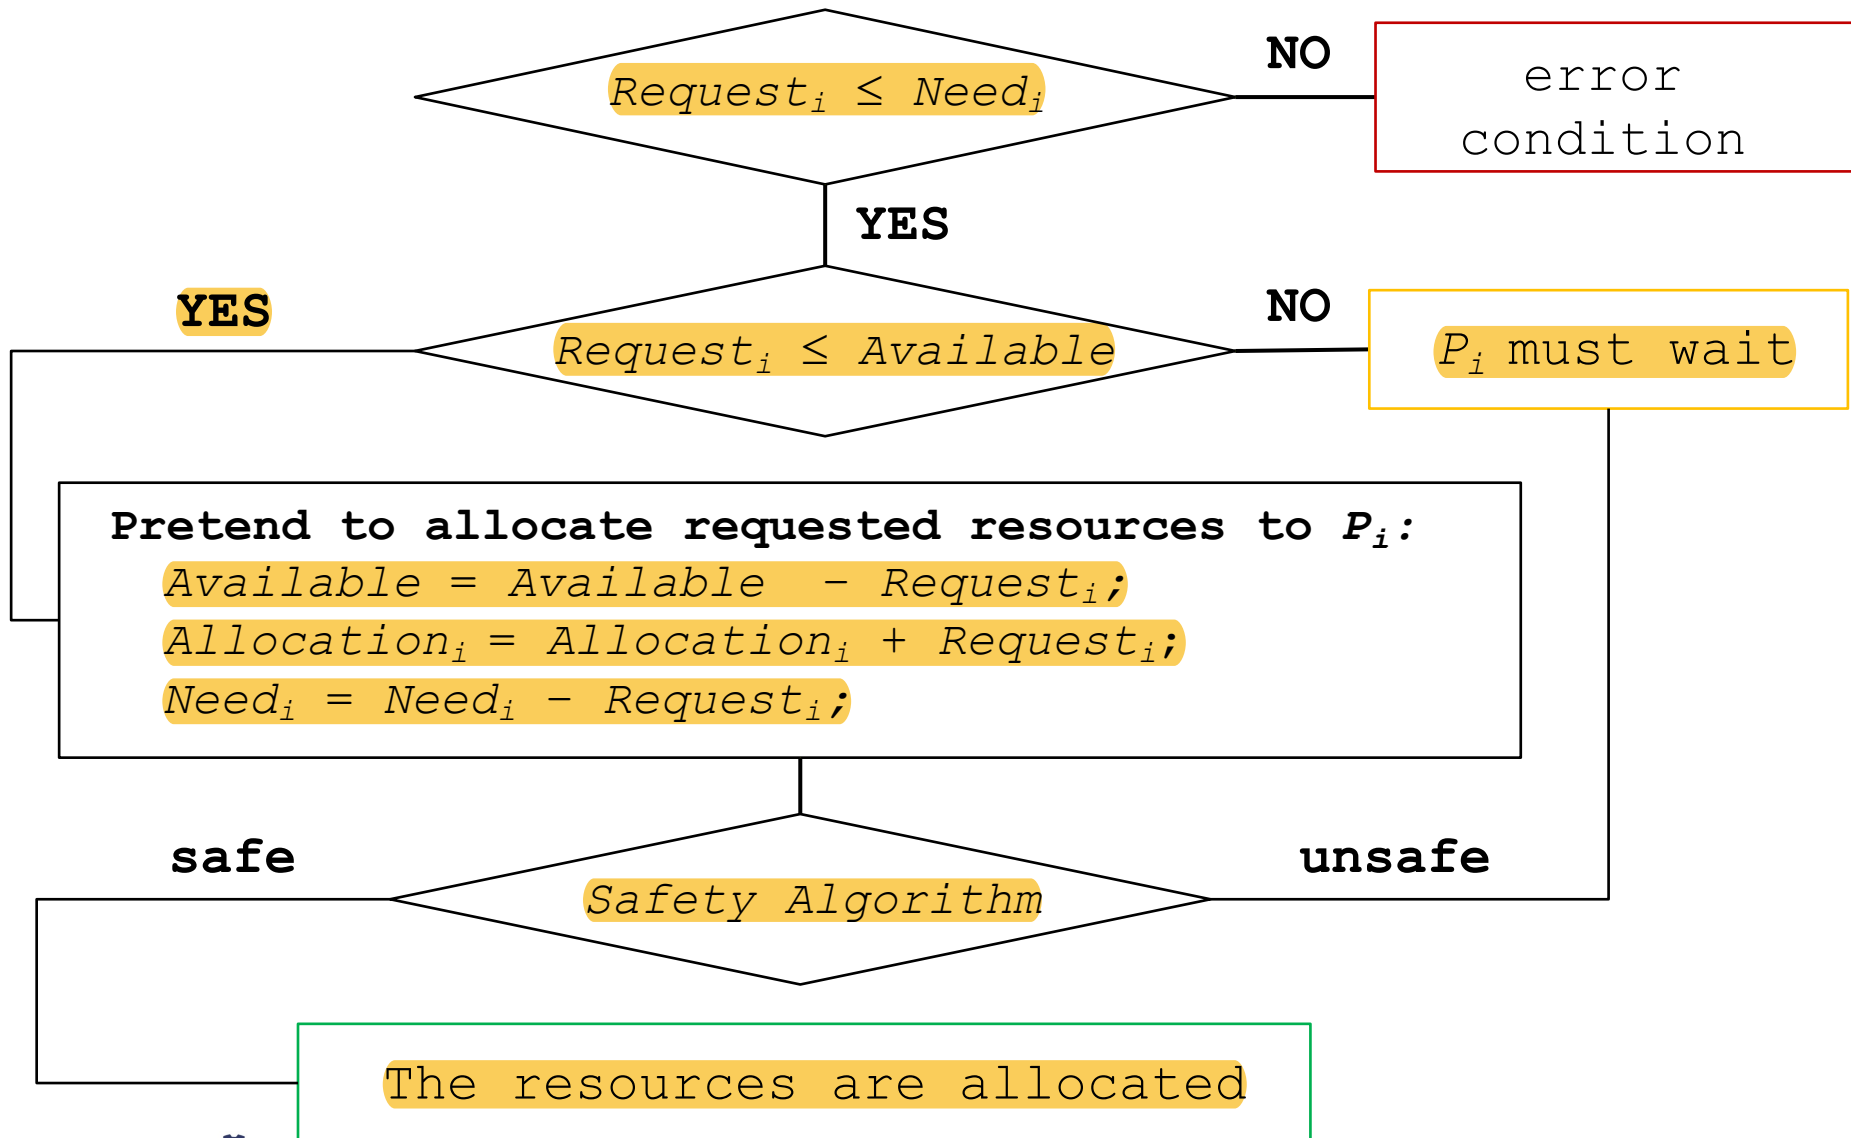 Requestᵢ ≤ Needᵢ
NO
error
condition
YES
YES
Requestᵢ ≤ Available
NO
Pᵢ must wait
Pretend to allocate requested resources to Pᵢ:
Available = Available - Requestᵢ;
Allocationᵢ = Allocationᵢ + Requestᵢ;
Needᵢ = Needᵢ - Requestᵢ;
safe
Safety Algorithm
unsafe
The resources are allocated